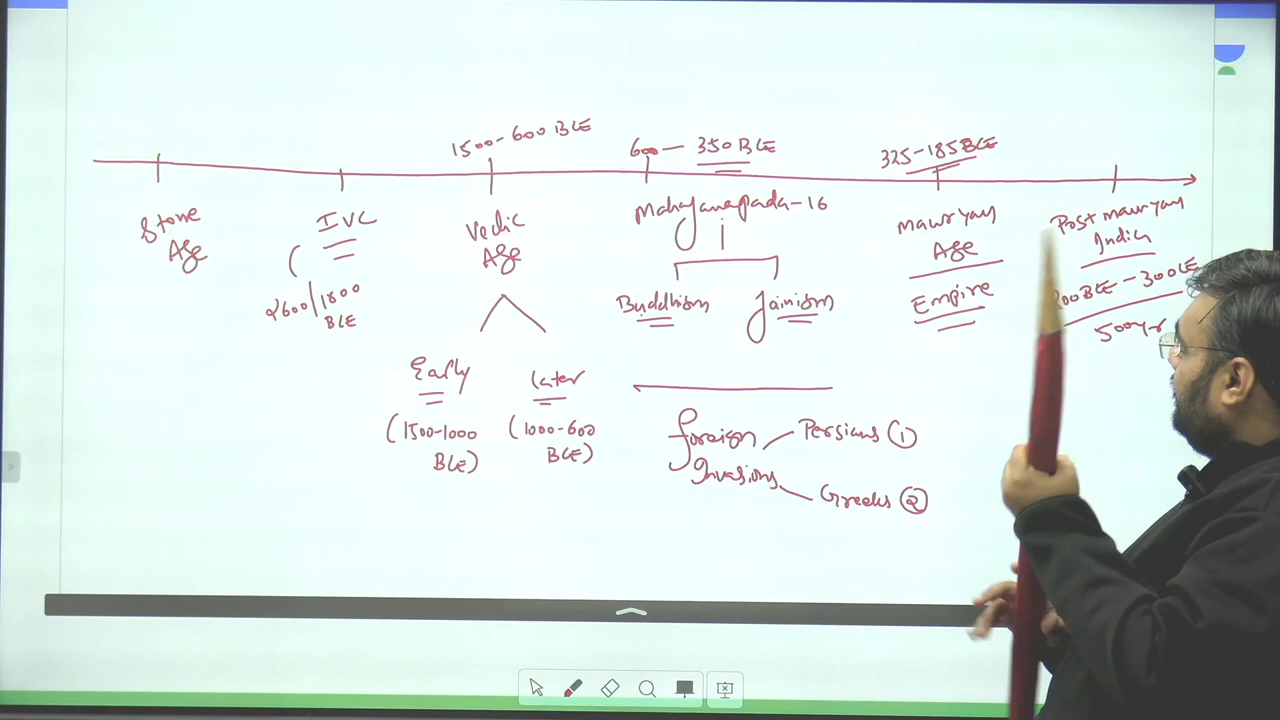 1500-600 BCE
600 — 350 BCE
325-185 BCE
Stone
Age
IVC
2600/1800
BCE
Vedic
Age
Early
(1500-1000
BCE)
Later
(1000-600
BCE)
Mahajanapada-16
Buddhism
Jainism
Foreign
Invasions
Persians ①
Greeks ②
Mauryan
Age
Empire
Post Mauryan
India
00 BCE - 300 CE
500 yr